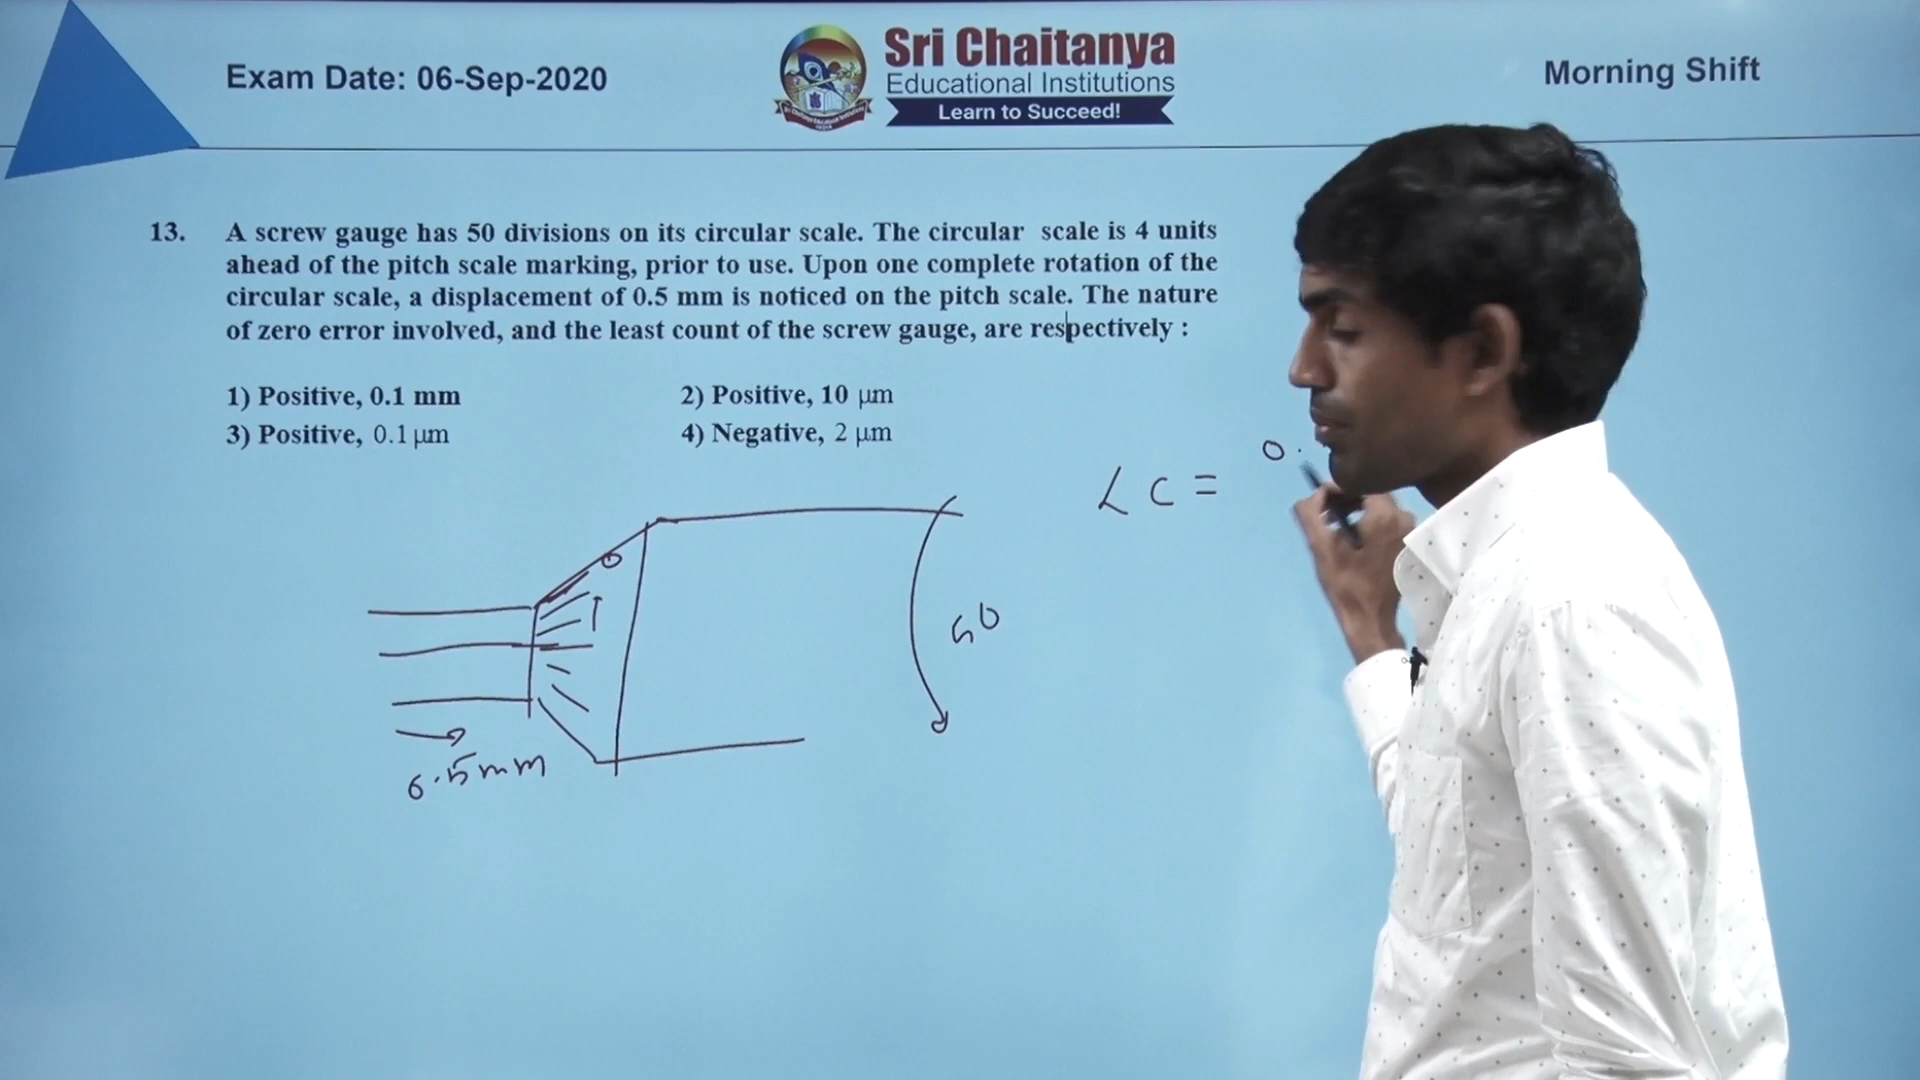 Exam Date: 06-Sep-2020
Sri Chaitanya
Educational Institutions
Learn to Succeed!
Morning Shift
13. A screw gauge has 50 divisions on its circular scale. The circular scale is 4 units
ahead of the pitch scale marking, prior to use. Upon one complete rotation of the
circular scale, a displacement of 0.5 mm is noticed on the pitch scale. The nature
of zero error involved, and the least count of the screw gauge, are respectively :
1) Positive, 0.1 mm 2) Positive, 10 μm
3) Positive, 0.1 μm 4) Negative, 2 μm
LC = 0.
0
50
0.5mm